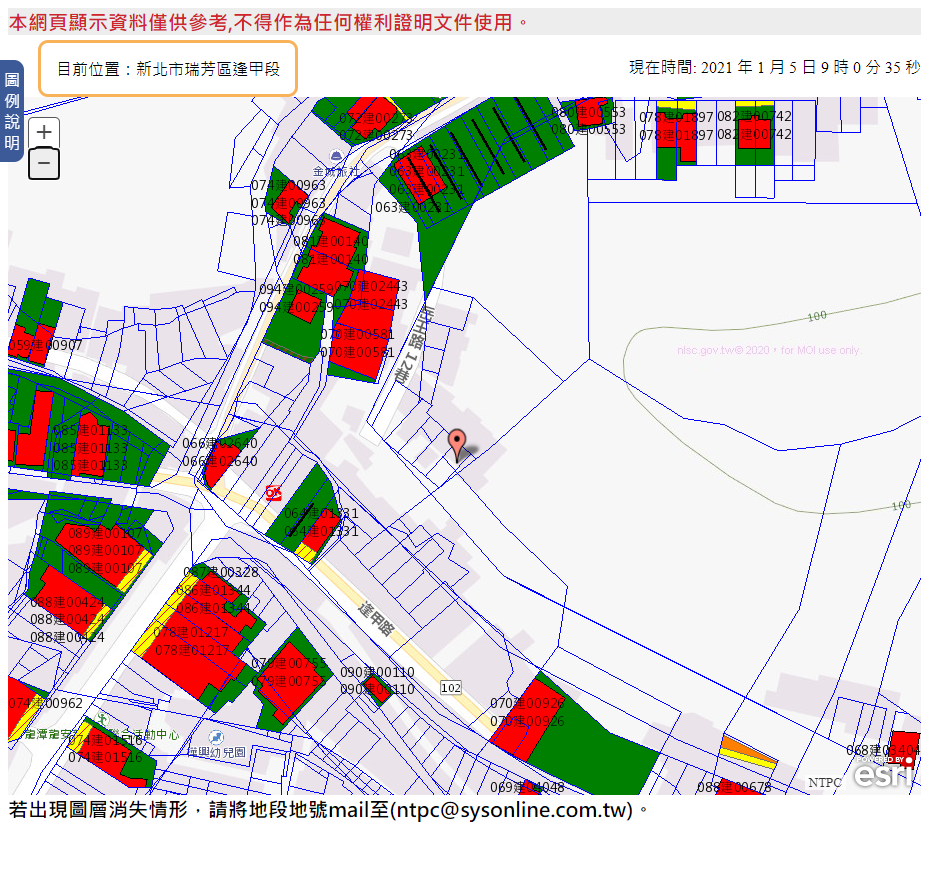 本網頁顯示資料僅供參考,不得作為任何權利證明文件使用。
目前位置：新北市瑞芳區逢甲段
現在時間: 2021 年 1 月 5 日 9 時 0 分 35 秒
圖例說明
+
−
072建00273
080建00553
080建00553
078建01897
082建00742
078建01897
082建00742
063建00231
063建00231
063建00231
063建00231
074建00963
074建00963
074建00963
081建00140
081建00140
094建00259
070建02443
094建00259
070建02443
070建00581
070建00581
059建00907
12街
100
nlsc.gov.tw© 2020・for MOI use only.
085建01133
085建01133
085建01133
066建02640
066建02640
OK
064建01331
064建01331
100
089建00107
089建00107
089建00107
087建00328
086建01344
086建01344
088建00424
088建00424
088建00424
078建01217
078建01217
逢甲路
079建00755
079建00755
090建00110
090建00110
102
070建00926
070建00926
074建00962
074建01516
074建01516
068建03404
069建04048
088建00678
NTPC
POWERED BY
esri
若出現圖層消失情形，請將地段地號mail至(ntpc@sysonline.com.tw)。